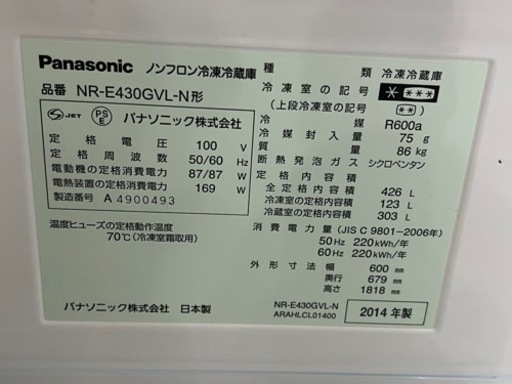 Panasonic ノンフロン冷凍冷蔵庫
品番 NR-E430GVL-N形
JET PSE パナソニック株式会社
定格電圧 100 V
定格周波数 50/60 Hz
電動機の定格消費電力 87/87 W
電熱装置の定格消費電力 169 W
製造番号 A 4900493
温度ヒューズの定格動作温度
70℃(冷凍室霜取用)
パナソニック株式会社 日本製
種類 冷凍冷蔵庫
冷凍室の記号 * ***
(上段冷凍室の記号 **)
冷媒 R600a
冷媒封入量 75 g
質量 86 kg
断熱発泡ガス シクロペンタン
定格内容積
全定格内容積 426 L
冷凍室の定格内容積 123 L
冷蔵室の定格内容積 303 L
消費電力量 (JIS C 9801-2006年)
50 Hz 220 kWh/年
60 Hz 220 kWh/年
外形寸法 幅 600 mm
奥行 679 mm
高さ 1818 mm
NR-E430GVL-N
ARAHLCL01400
2014 年製